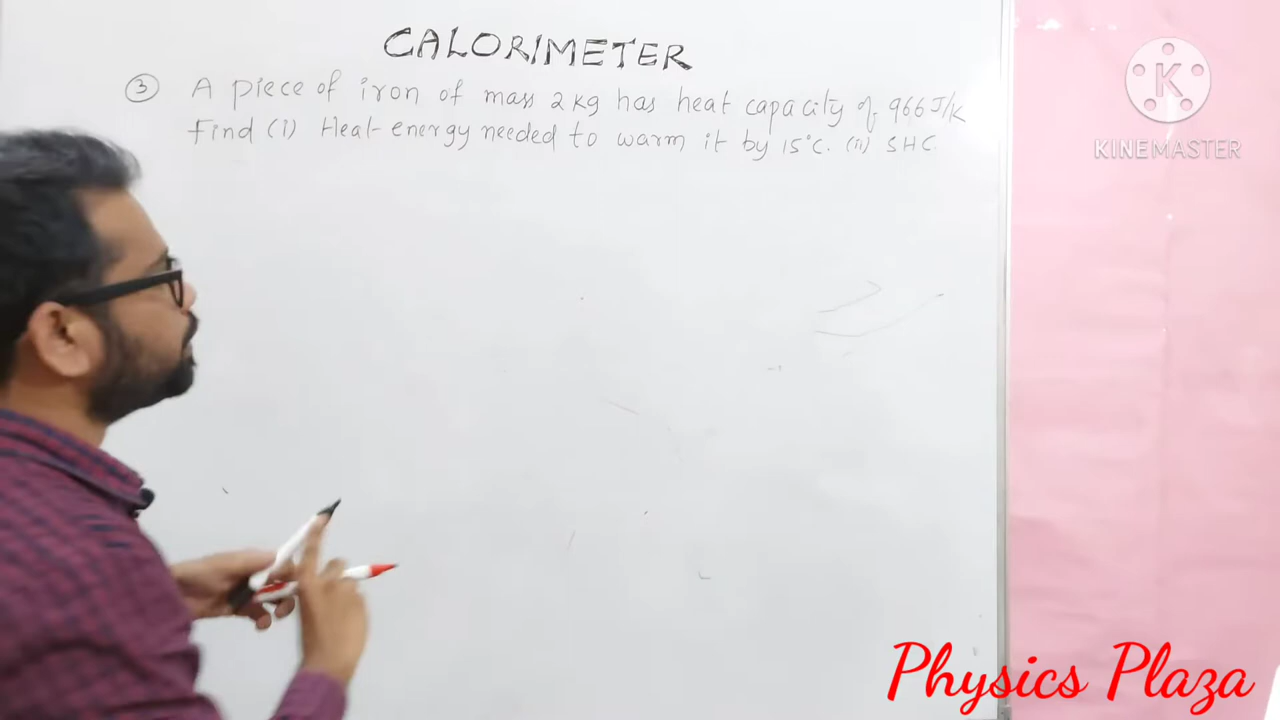 CALORIMETER
③ A piece of iron of mass 2 kg has heat capacity of 966 J/K
Find (i) Heat energy needed to warm it by 15°C. (ii) SHC.
K
KINEMASTER
Physics Plaza